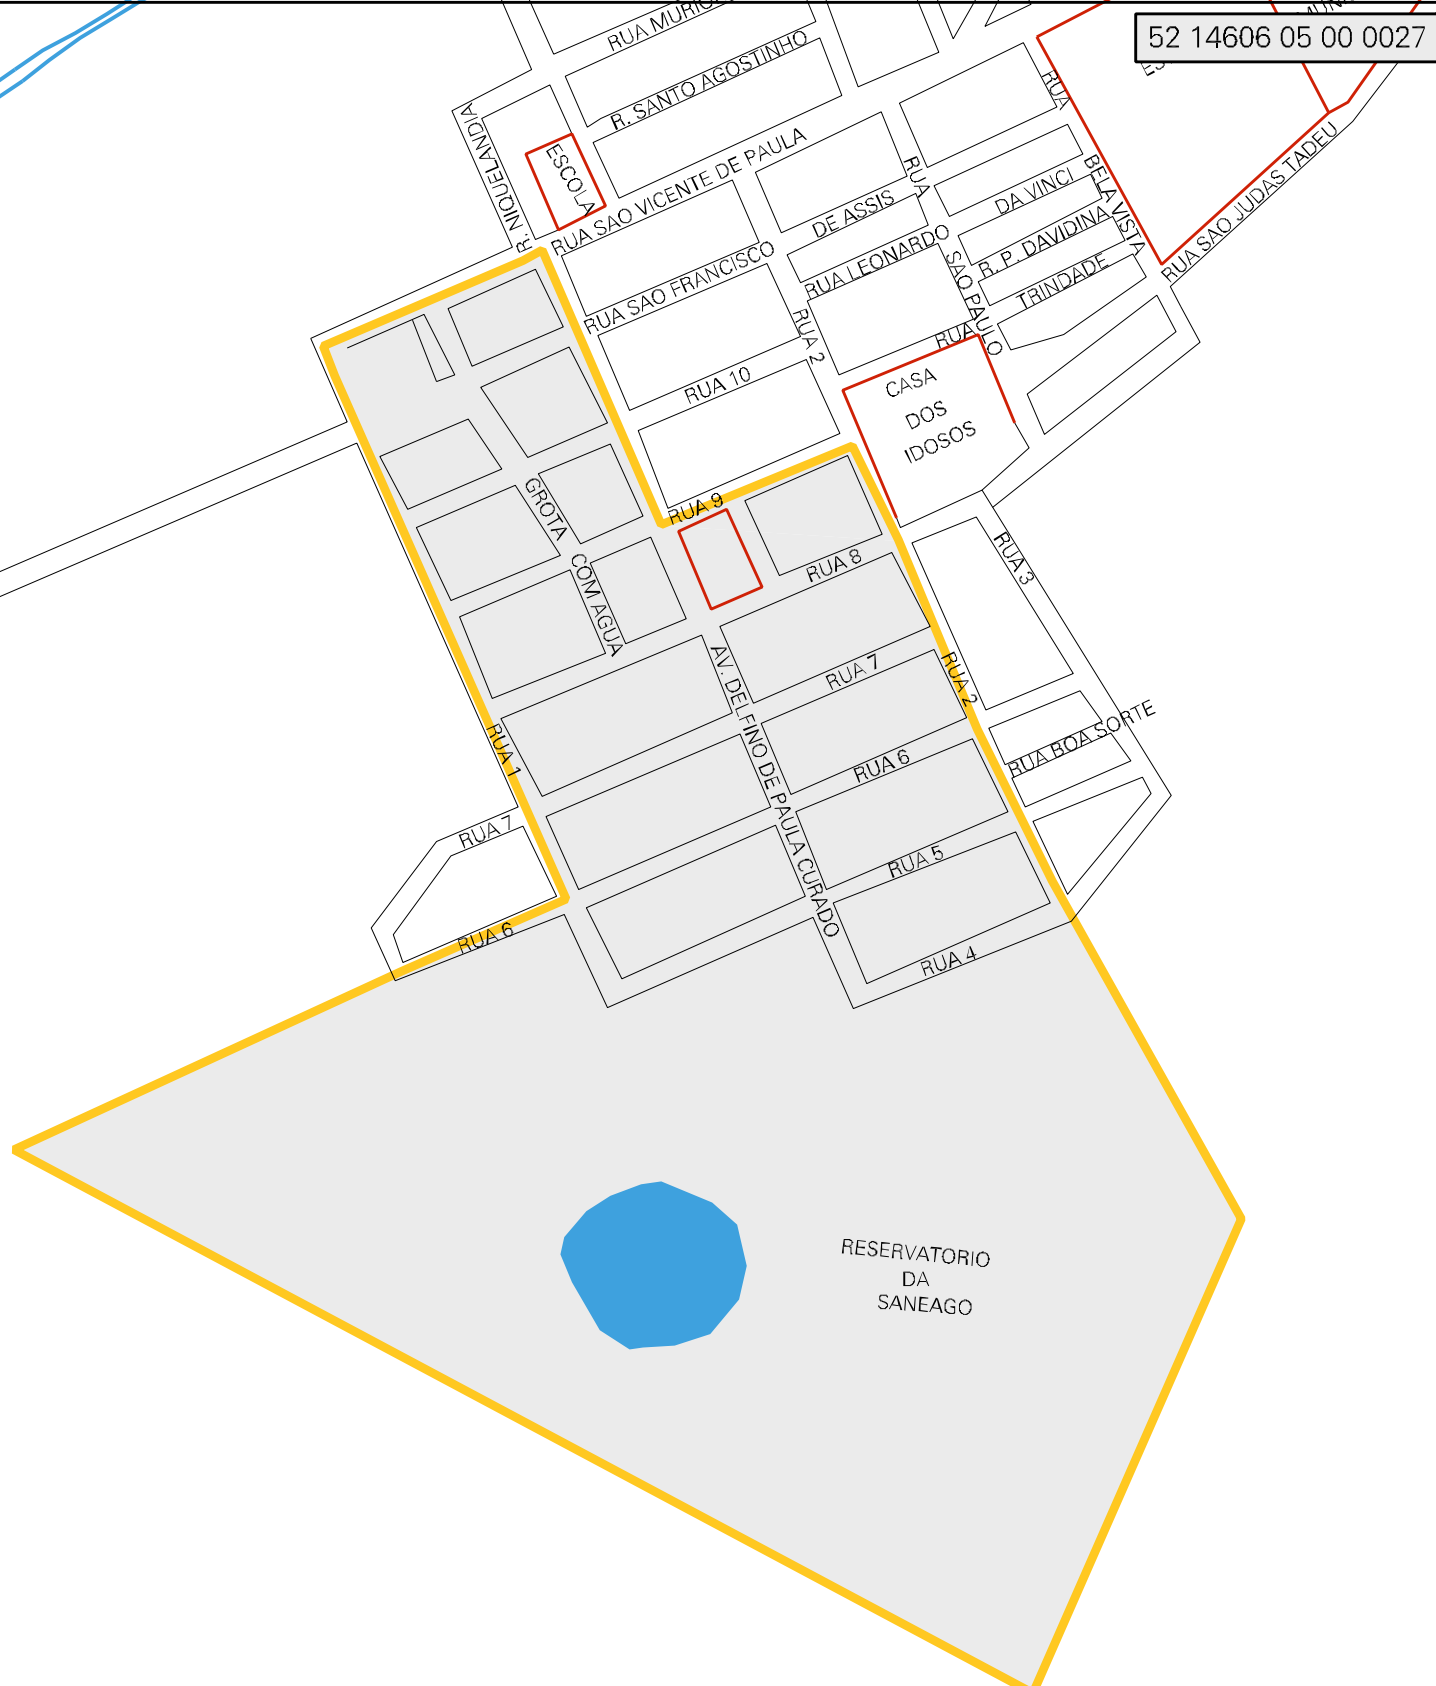 52 14606 05 00 0027
R. SANTO AGOSTINHO
R. NIQUELANDIA
ESCOLA
RUA SAO VICENTE DE PAULA
RUA SAO FRANCISCO
DE ASSIS
RUA LEONARDO
DA VINCI
R. P. DAVIDINA
RUA
TRINDADE
RUA
SAO PAULO
RUA
BELA VISTA
RUA SAO JUDAS TADEU
RUA 2
RUA 10
CASA
DOS
IDOSOS
RUA 9
RUA 8
GROTA COM AGUA
RUA 3
RUA 7
RUA 2
AV. DELFINO DE PAULA CURADO
RUA 1
RUA BOA SORTE
RUA 6
RUA 7
RUA 5
RUA 6
RUA 4
RESERVATORIO
DA
SANEAGO